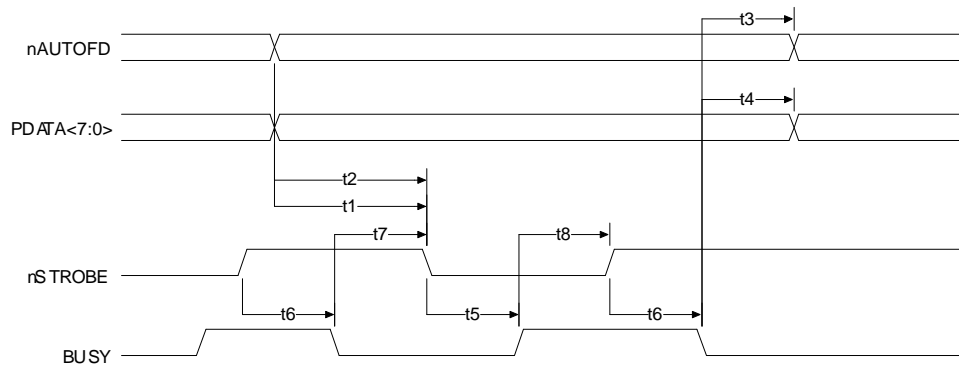 t3
nAUTOFD
t4
PDATA<7:0>
t2
t1
t7
t8
nSTROBE
t6
t5
t6
BUSY